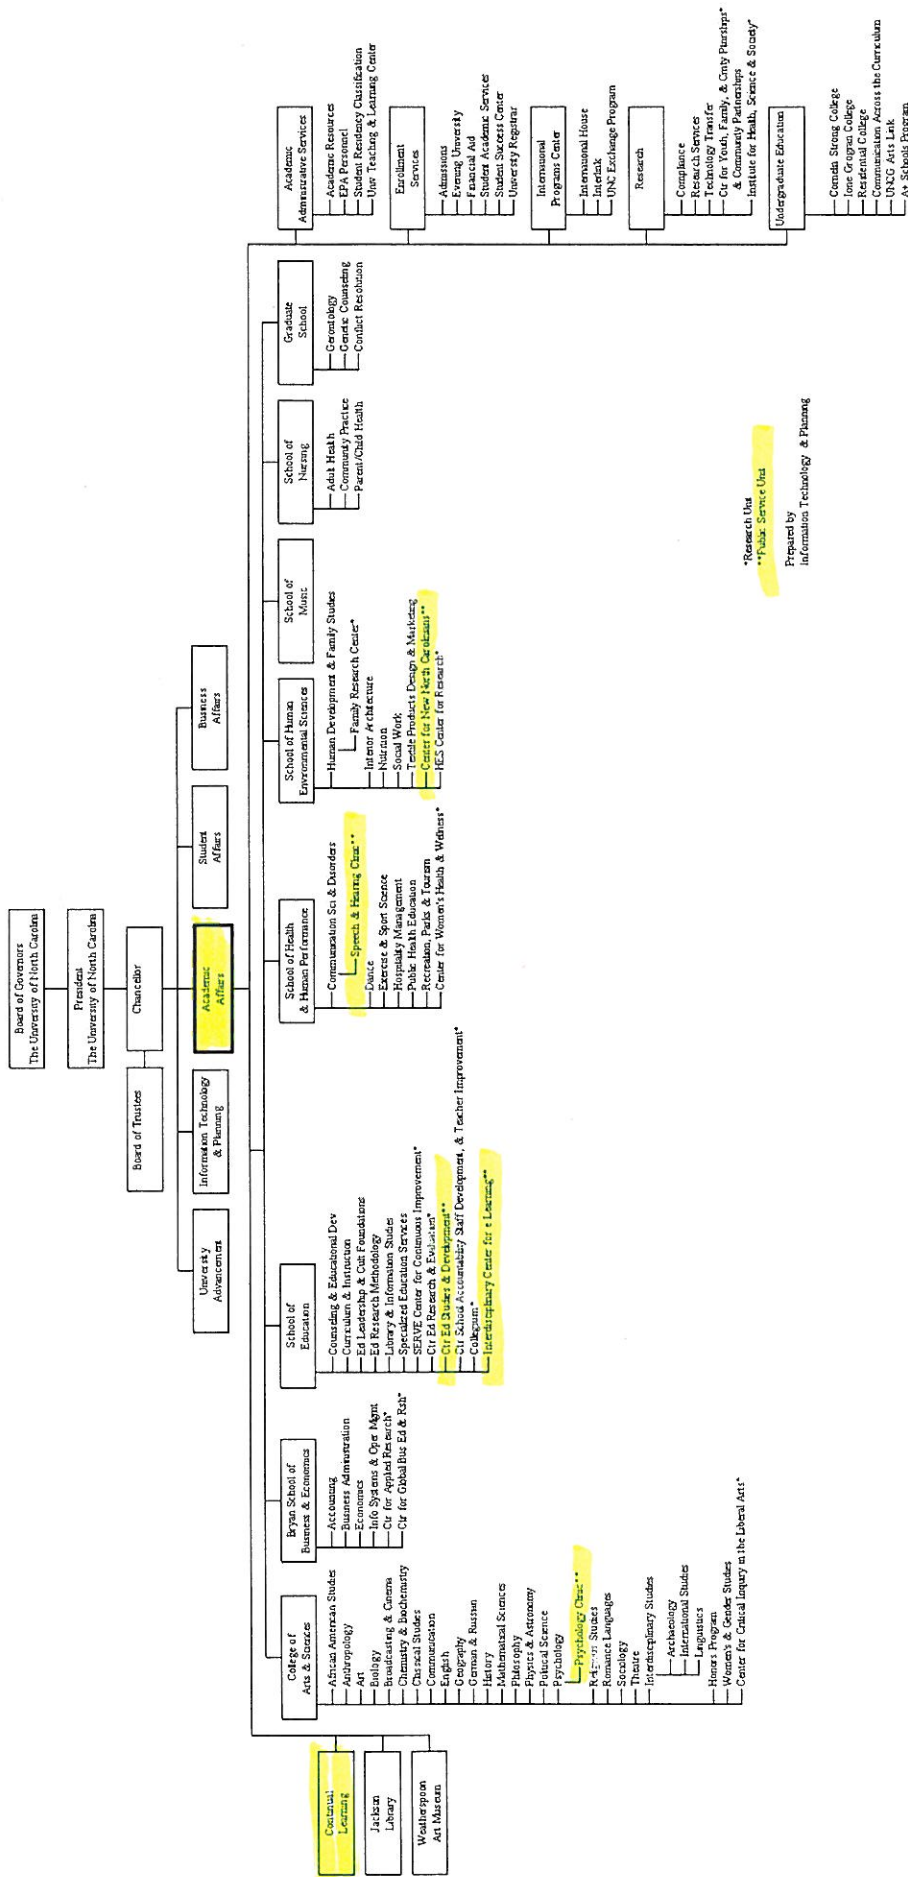 Board of Governors
The University of North Carolina
President
The University of North Carolina
Chancellor
Board of Trustees
University
Advancement
Information Technology
& Planning
Academic
Affairs
Student
Affairs
Business
Affairs
Continual
Learning
Jackson
Library
Weatherspoon
Art Museum
College of
Arts & Sciences
African American Studies
Anthropology
Art
Biology
Broadcasting & Cinema
Chemistry & Biochemistry
Classical Studies
Communication
English
Geography
German & Russian
History
Mathematical Sciences
Philosophy
Physics & Astronomy
Political Science
Psychology
Psychology Clinic**
Religious Studies
Romance Languages
Sociology
Theatre
Interdisciplinary Studies
Archaeology
International Studies
Linguistics
Honors Program
Women's & Gender Studies
Center for Critical Inquiry in the Liberal Arts*
Bryan School of
Business & Economics
Accounting
Business Administration
Economics
Info Systems & Oper Mgmt
Ctr for Applied Research*
Ctr for Global Bus Ed & Rsh*
School of
Education
Counseling & Educational Dev
Curriculum & Instruction
Ed Leadership & Cult Foundations
Ed Research Methodology
Library & Information Studies
Specialized Education Services
SERVE Center for Continuous Improvement*
Ctr Ed Research & Evaluation*
Ctr Ed Studies & Development**
Ctr School Accountability Staff Development, & Teacher Improvement*
Collegium*
Interdisciplinary Center for e Learning**
School of Health
& Human Performance
Communication Sci & Disorders
Speech & Hearing Clinic**
Dance
Exercise & Sport Science
Hospitality Management
Public Health Education
Recreation, Parks & Tourism
Center for Women's Health & Wellness*
School of Human
Environmental Sciences
Human Development & Family Studies
Family Research Center*
Interior Architecture
Nutrition
Social Work
Textile Products Design & Marketing
Center for New North Carolinians**
HES Center for Research*
School of
Music
School of
Nursing
Adult Health
Community Practice
Parent/Child Health
Graduate
School
Gerontology
Genetic Counseling
Conflict Resolution
Academic
Administrative Services
Academic Resources
EPA Personnel
Student Residency Classification
Univ Teaching & Learning Center
Enrollment
Services
Admissions
Evening University
Financial Aid
Student Academic Services
Student Success Center
University Registrar
International
Programs Center
International House
Interlink
UNC Exchange Program
Research
Compliance
Research Services
Technology Transfer
Ctr for Youth, Family, & Cmty Ptnrships*
& Community Partnerships
Institute for Health, Science & Society*
Undergraduate Education
Cornelia Strong College
Ione Grogan College
Residential College
Communication Across the Curriculum
UNCG Arts Link
A+ Schools Program
*Research Unit
**Public Service Unit
Prepared by
Information Technology & Planning